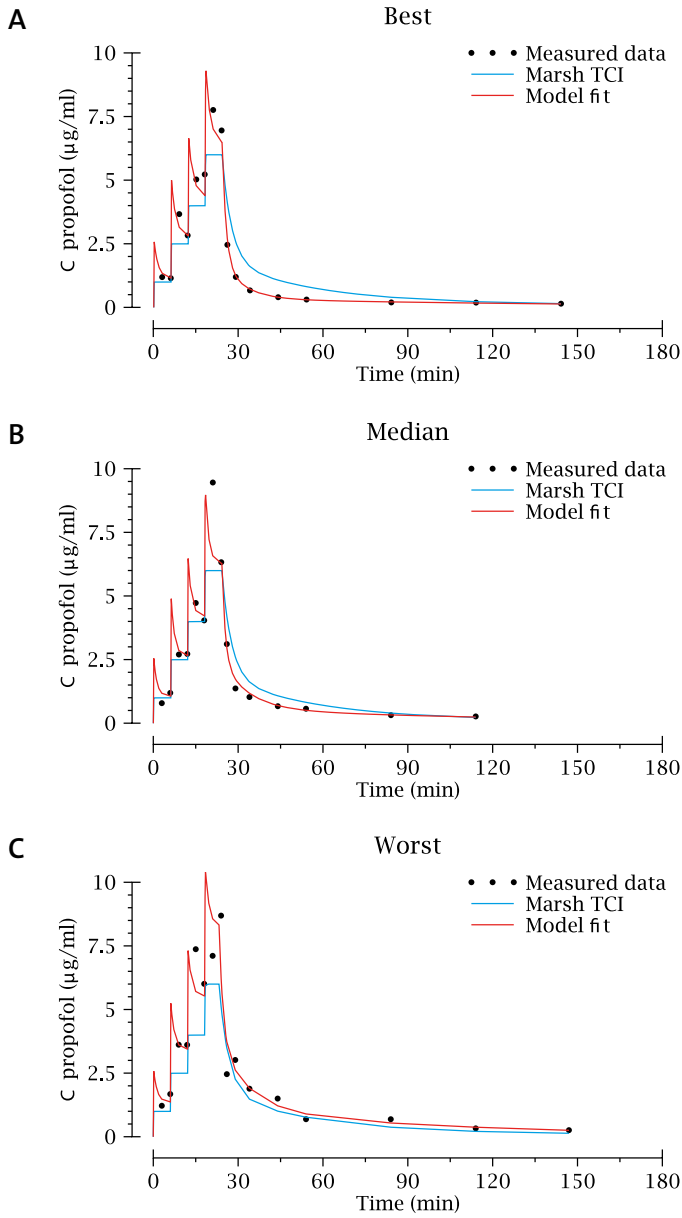 A
Best
Measured data
Marsh TCI
Model fit
C propofol (µg/ml)
10
7.5
5
2.5
0
0 30 60 90 120 150 180
Time (min)
B
Median
Measured data
Marsh TCI
Model fit
C propofol (µg/ml)
10
7.5
5
2.5
0
0 30 60 90 120 150 180
Time (min)
C
Worst
Measured data
Marsh TCI
Model fit
C propofol (µg/ml)
10
7.5
5
2.5
0
0 30 60 90 120 150 180
Time (min)